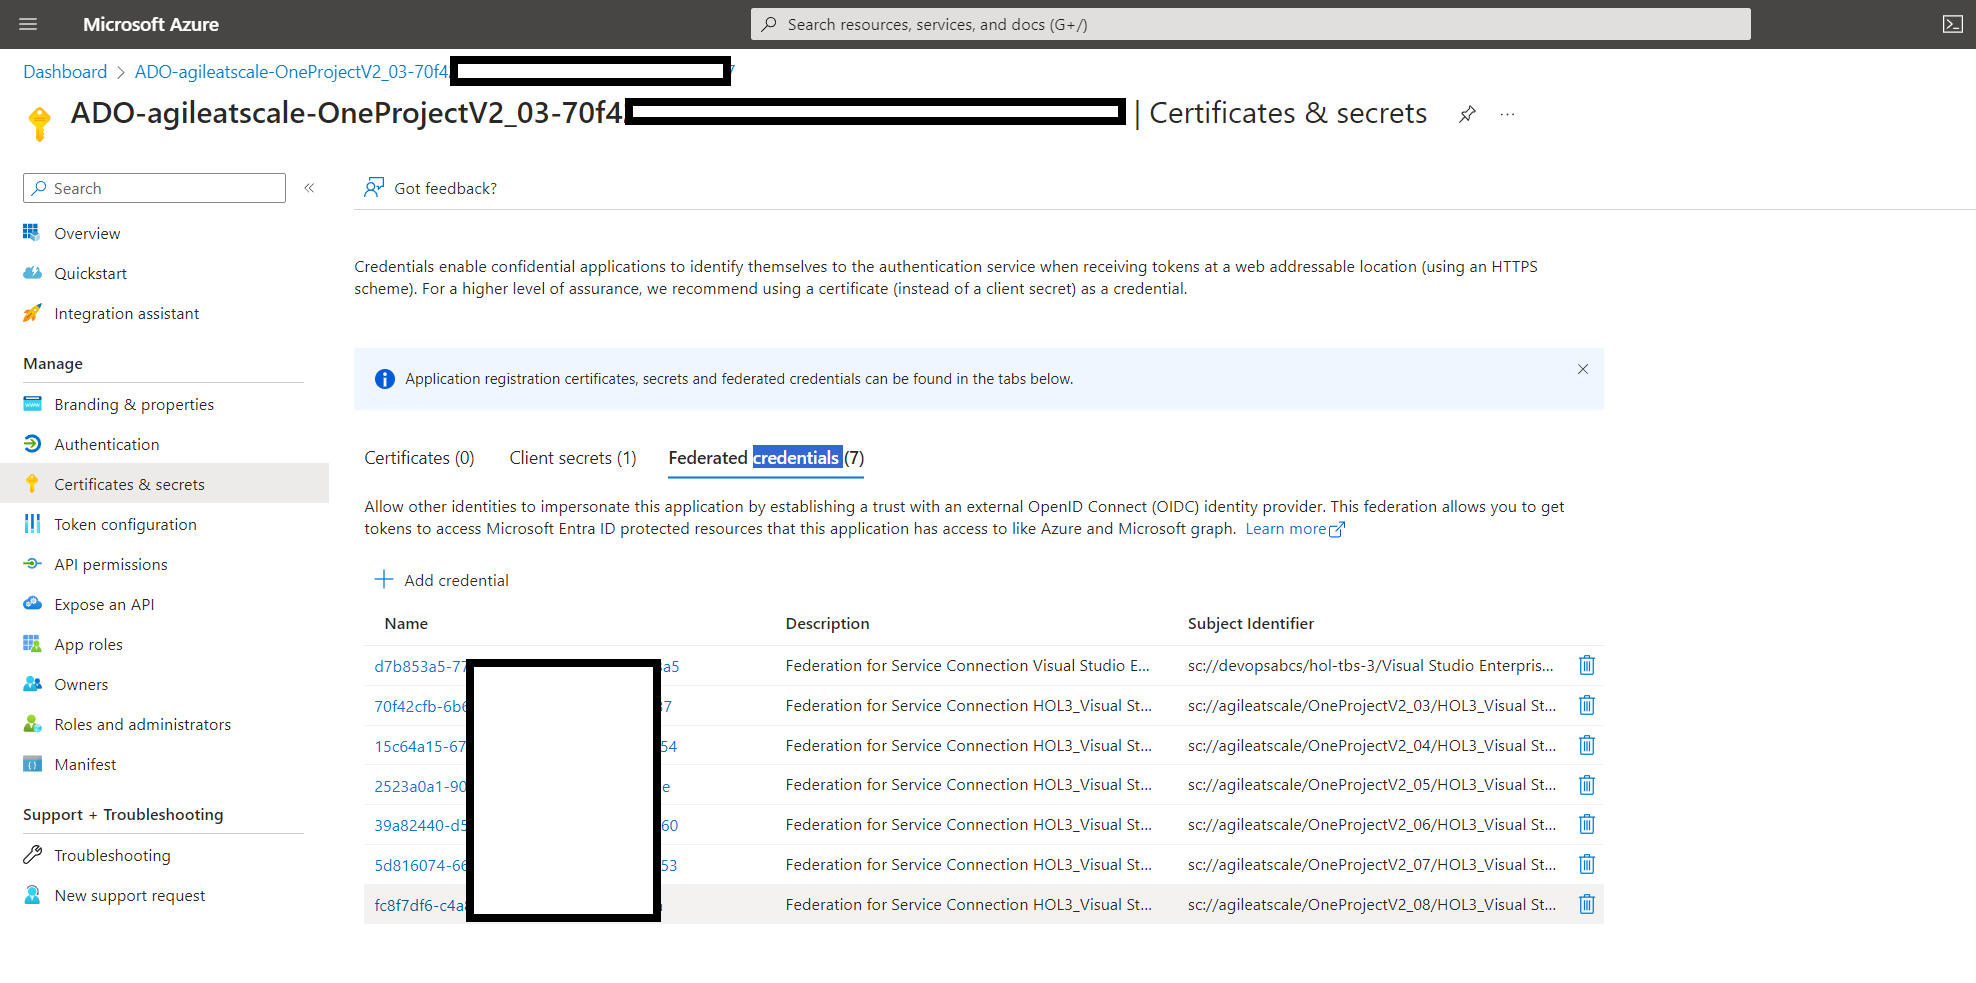 Microsoft Azure
Search resources, services, and docs (G+/)
Dashboard > ADO-agileatscale-OneProjectV2_03-70f4
ADO-agileatscale-OneProjectV2_03-70f4 | Certificates & secrets
Search
Got feedback?
Overview
Quickstart
Integration assistant
Manage
Branding & properties
Authentication
Certificates & secrets
Token configuration
API permissions
Expose an API
App roles
Owners
Roles and administrators
Manifest
Support + Troubleshooting
Troubleshooting
New support request
Credentials enable confidential applications to identify themselves to the authentication service when receiving tokens at a web addressable location (using an HTTPS
scheme). For a higher level of assurance, we recommend using a certificate (instead of a client secret) as a credential.
Application registration certificates, secrets and federated credentials can be found in the tabs below.
Certificates (0) Client secrets (1) Federated credentials (7)
Allow other identities to impersonate this application by establishing a trust with an external OpenID Connect (OIDC) identity provider. This federation allows you to get
tokens to access Microsoft Entra ID protected resources that this application has access to like Azure and Microsoft graph. Learn more
Add credential
Name Description Subject Identifier
d7b853a5-77 a5 Federation for Service Connection Visual Studio E... sc://devopsabcs/hol-tbs-3/Visual Studio Enterpris...
70f42cfb-6b6 37 Federation for Service Connection HOL3_Visual St... sc://agileatscale/OneProjectV2_03/HOL3_Visual St...
15c64a15-67 54 Federation for Service Connection HOL3_Visual St... sc://agileatscale/OneProjectV2_04/HOL3_Visual St...
2523a0a1-90 e Federation for Service Connection HOL3_Visual St... sc://agileatscale/OneProjectV2_05/HOL3_Visual St...
39a82440-d5 60 Federation for Service Connection HOL3_Visual St... sc://agileatscale/OneProjectV2_06/HOL3_Visual St...
5d816074-66 53 Federation for Service Connection HOL3_Visual St... sc://agileatscale/OneProjectV2_07/HOL3_Visual St...
fc8f7df6-c4a8 Federation for Service Connection HOL3_Visual St... sc://agileatscale/OneProjectV2_08/HOL3_Visual St...